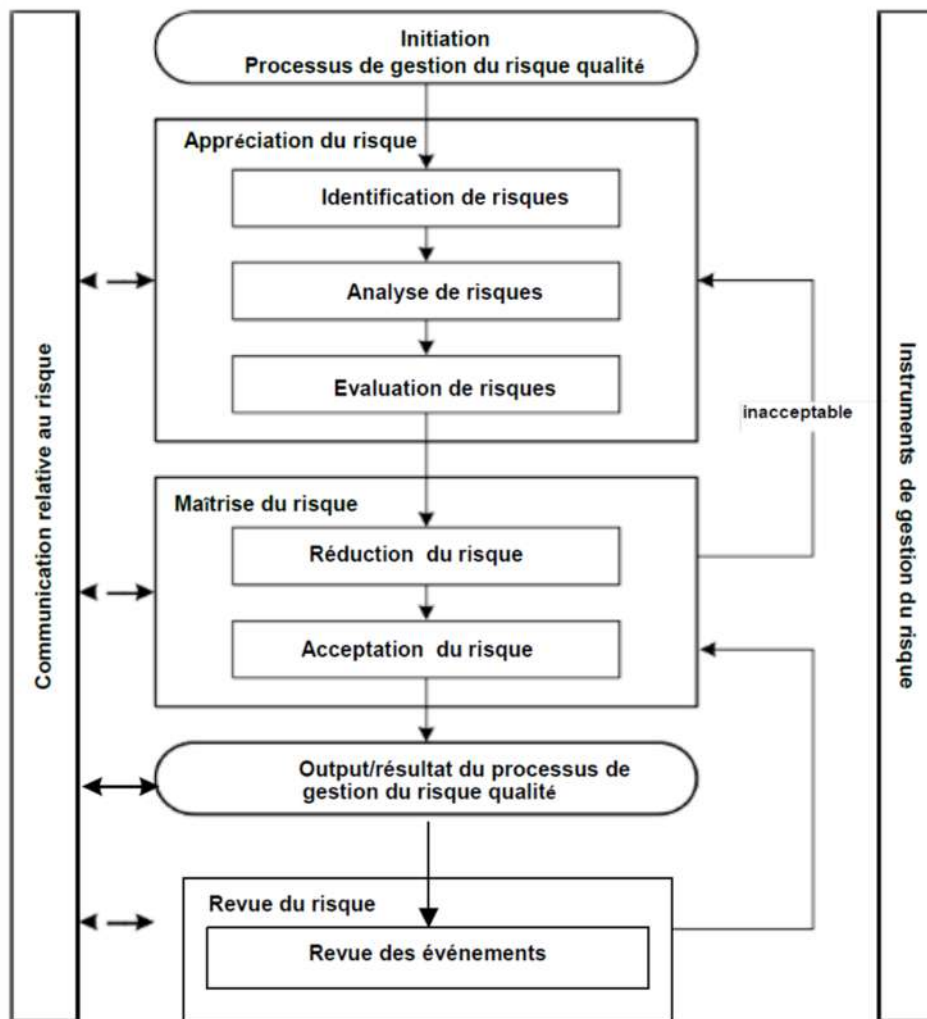 Initiation
Processus de gestion du risque qualité
Appréciation du risque
Identification de risques
Analyse de risques
Evaluation de risques
inacceptable
Maîtrise du risque
Réduction du risque
Acceptation du risque
Output/résultat du processus de
gestion du risque qualité
Revue du risque
Revue des événements
Communication relative au risque
Instruments de gestion du risque